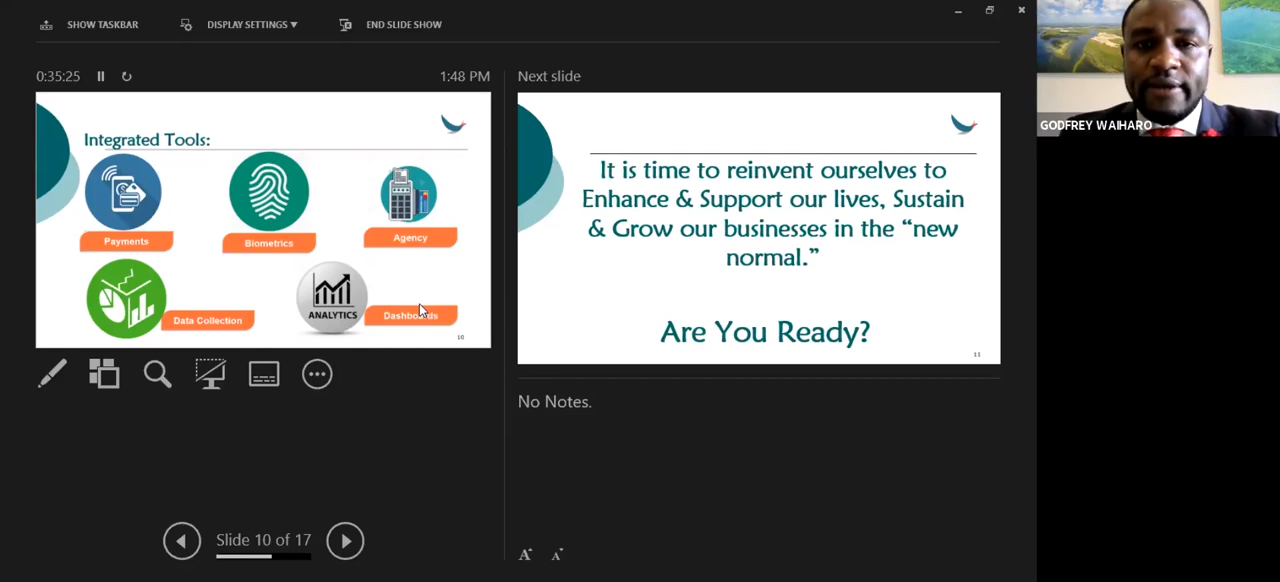 SHOW TASKBAR
DISPLAY SETTINGS ▼
END SLIDE SHOW
0:35:25
1:48 PM
Next slide
Integrated Tools:
Payments
Biometrics
Agency
Data Collection
ANALYTICS
Dashboards
10
It is time to reinvent ourselves to
Enhance & Support our lives, Sustain
& Grow our businesses in the “new
normal.”
Are You Ready?
11
No Notes.
Slide 10 of 17
A
A
GODFREY WAIHARO